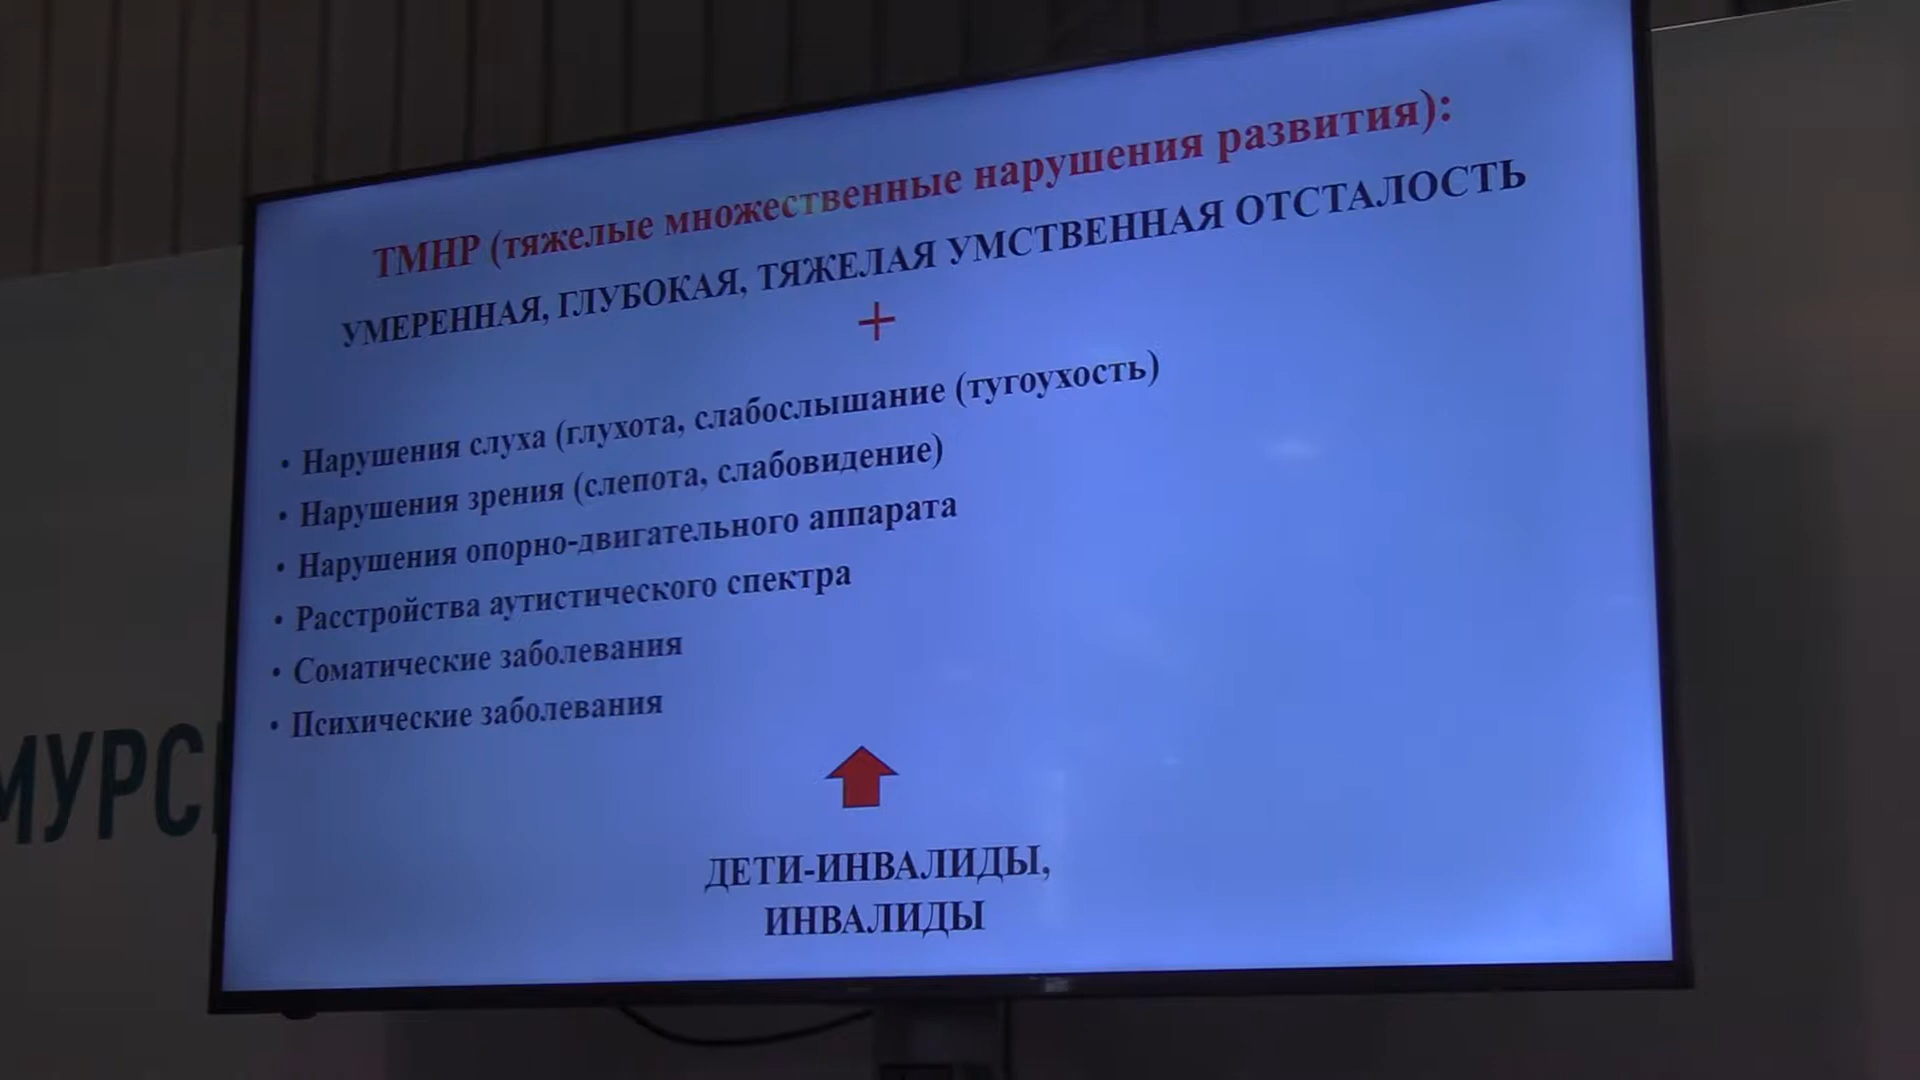 ТМНР (тяжелые множественные нарушения развития):
УМЕРЕННАЯ, ГЛУБОКАЯ, ТЯЖЕЛАЯ УМСТВЕННАЯ ОТСТАЛОСТЬ
+
• Нарушения слуха (глухота, слабослышание (тугоухость)
• Нарушения зрения (слепота, слабовидение)
• Нарушения опорно-двигательного аппарата
• Расстройства аутистического спектра
• Соматические заболевания
• Психические заболевания
ДЕТИ-ИНВАЛИДЫ,
ИНВАЛИДЫ
МУРС